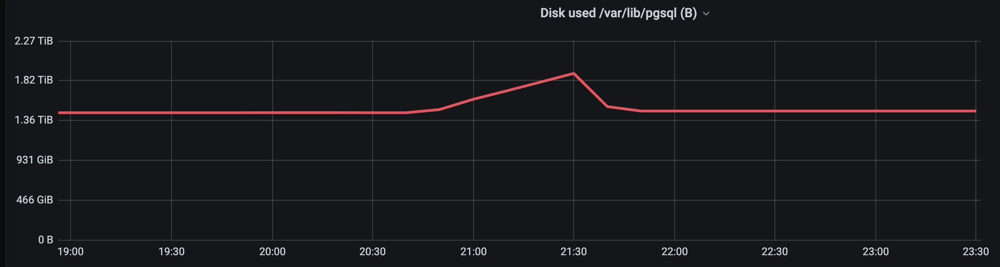 Disk used /var/lib/pgsql (B)
2.27 TiB
1.82 TiB
1.36 TiB
931 GiB
466 GiB
0 B
19:00 19:30 20:00 20:30 21:00 21:30 22:00 22:30 23:00 23:30